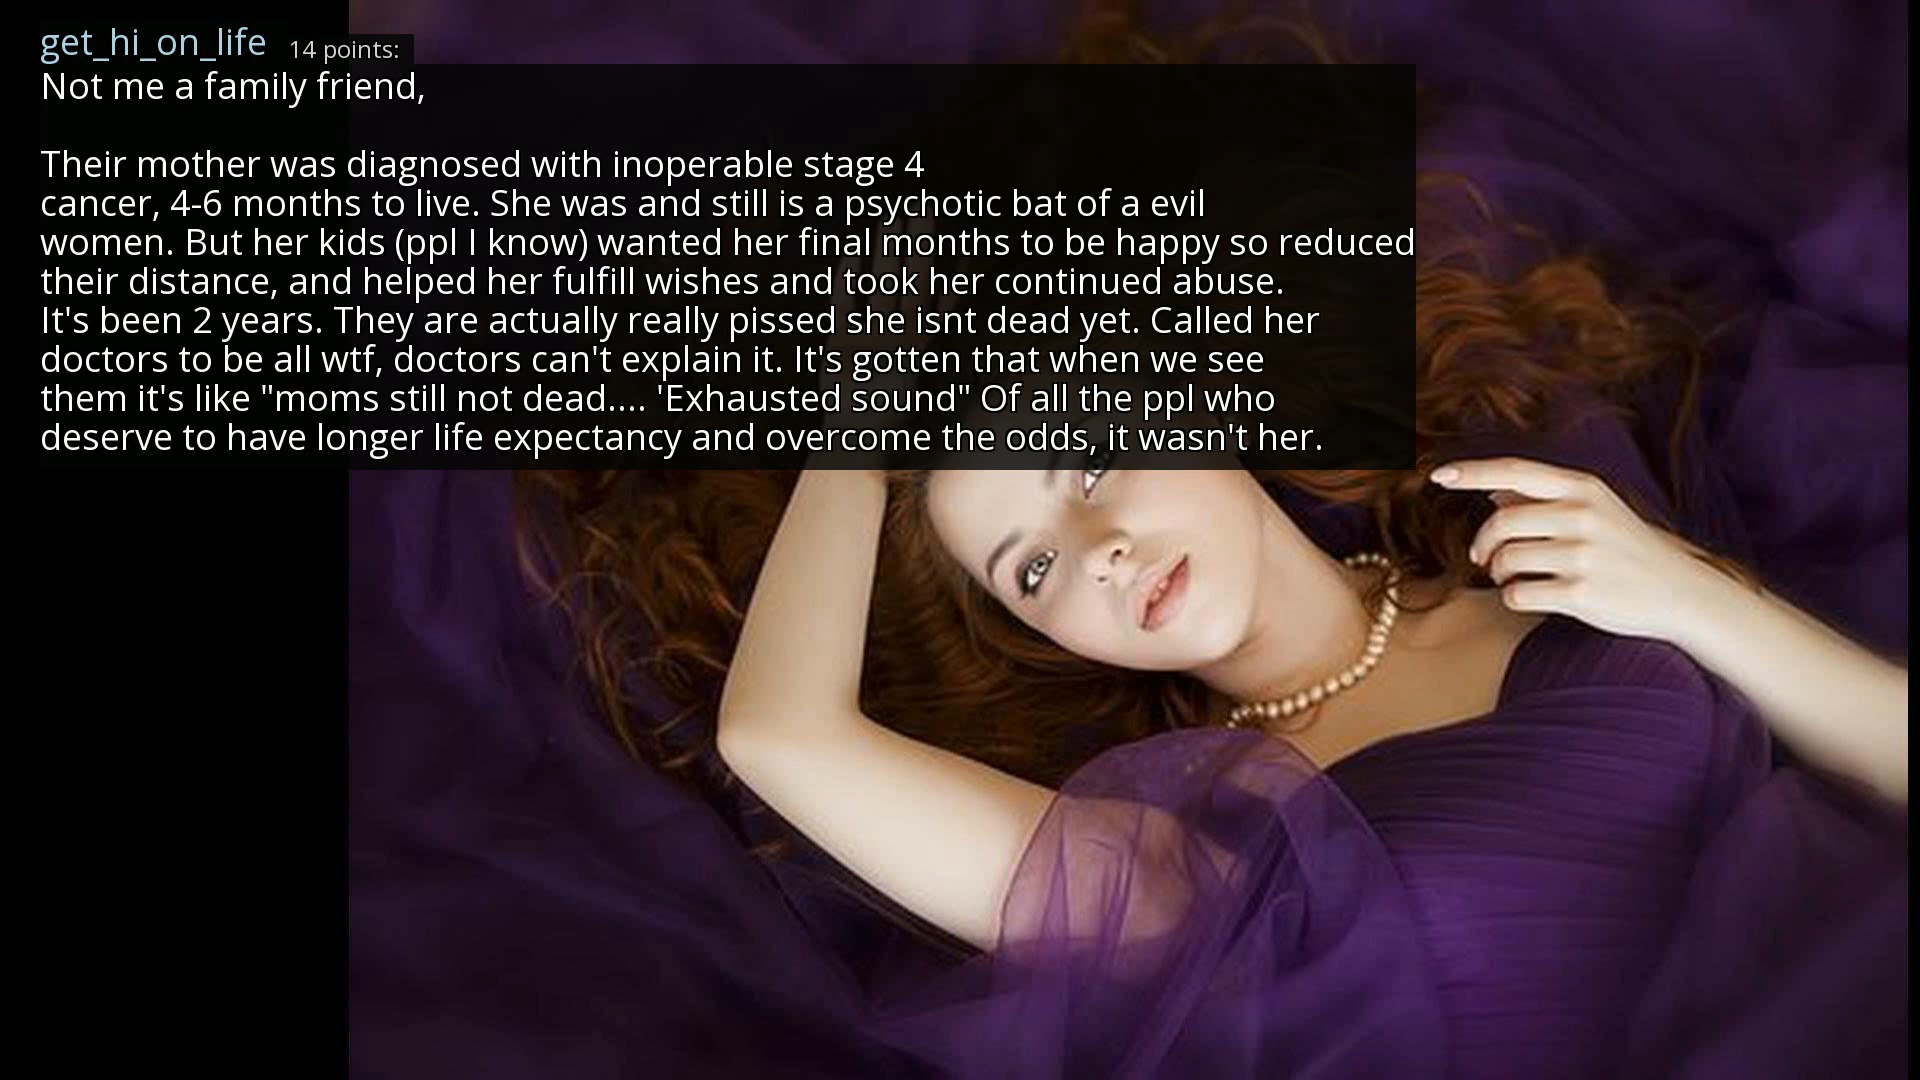 get_hi_on_life 14 points:
Not me a family friend,
Their mother was diagnosed with inoperable stage 4
cancer, 4-6 months to live. She was and still is a psychotic bat of a evil
women. But her kids (ppl I know) wanted her final months to be happy so reduced
their distance, and helped her fulfill wishes and took her continued abuse.
It's been 2 years. They are actually really pissed she isnt dead yet. Called her
doctors to be all wtf, doctors can't explain it. It's gotten that when we see
them it's like "moms still not dead.... 'Exhausted sound" Of all the ppl who
deserve to have longer life expectancy and overcome the odds, it wasn't her.